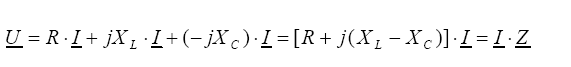 U = R · I + jX_L · I + (−jX_C) · I = [R + j(X_L − X_C)] · I = I · Z